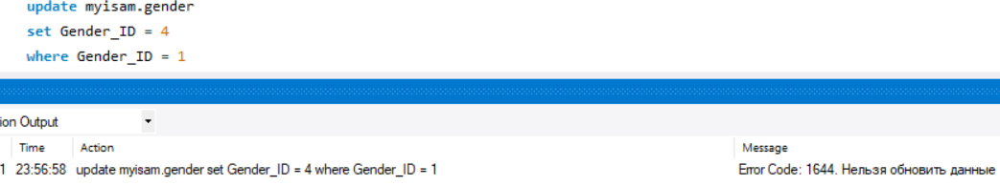 update myisam.gender
set Gender_ID = 4
where Gender_ID = 1
ion Output
Time Action Message
1 23:56:58 update myisam.gender set Gender_ID = 4 where Gender_ID = 1 Error Code: 1644. Нельзя обновить данные